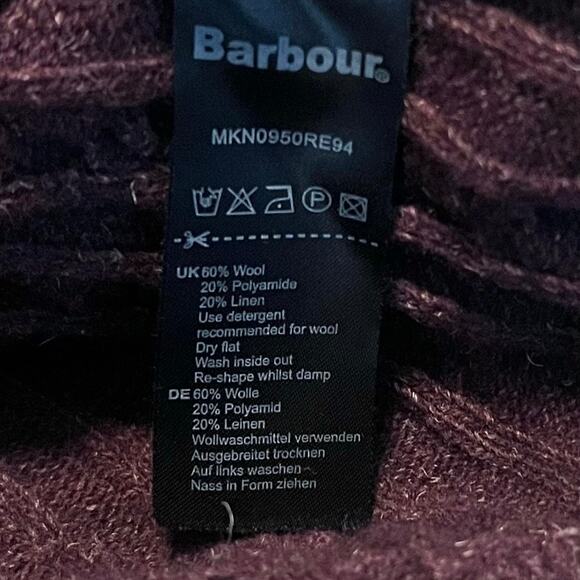 Barbour®
MKN0950RE94
P
UK 60% Wool
20% Polyamide
20% Linen
Use detergent
recommended for wool
Dry flat
Wash inside out
Re-shape whilst damp
DE 60% Wolle
20% Polyamid
20% Leinen
Wollwaschmittel verwenden
Ausgebreitet trocknen
Auf links waschen
Nass in Form ziehen